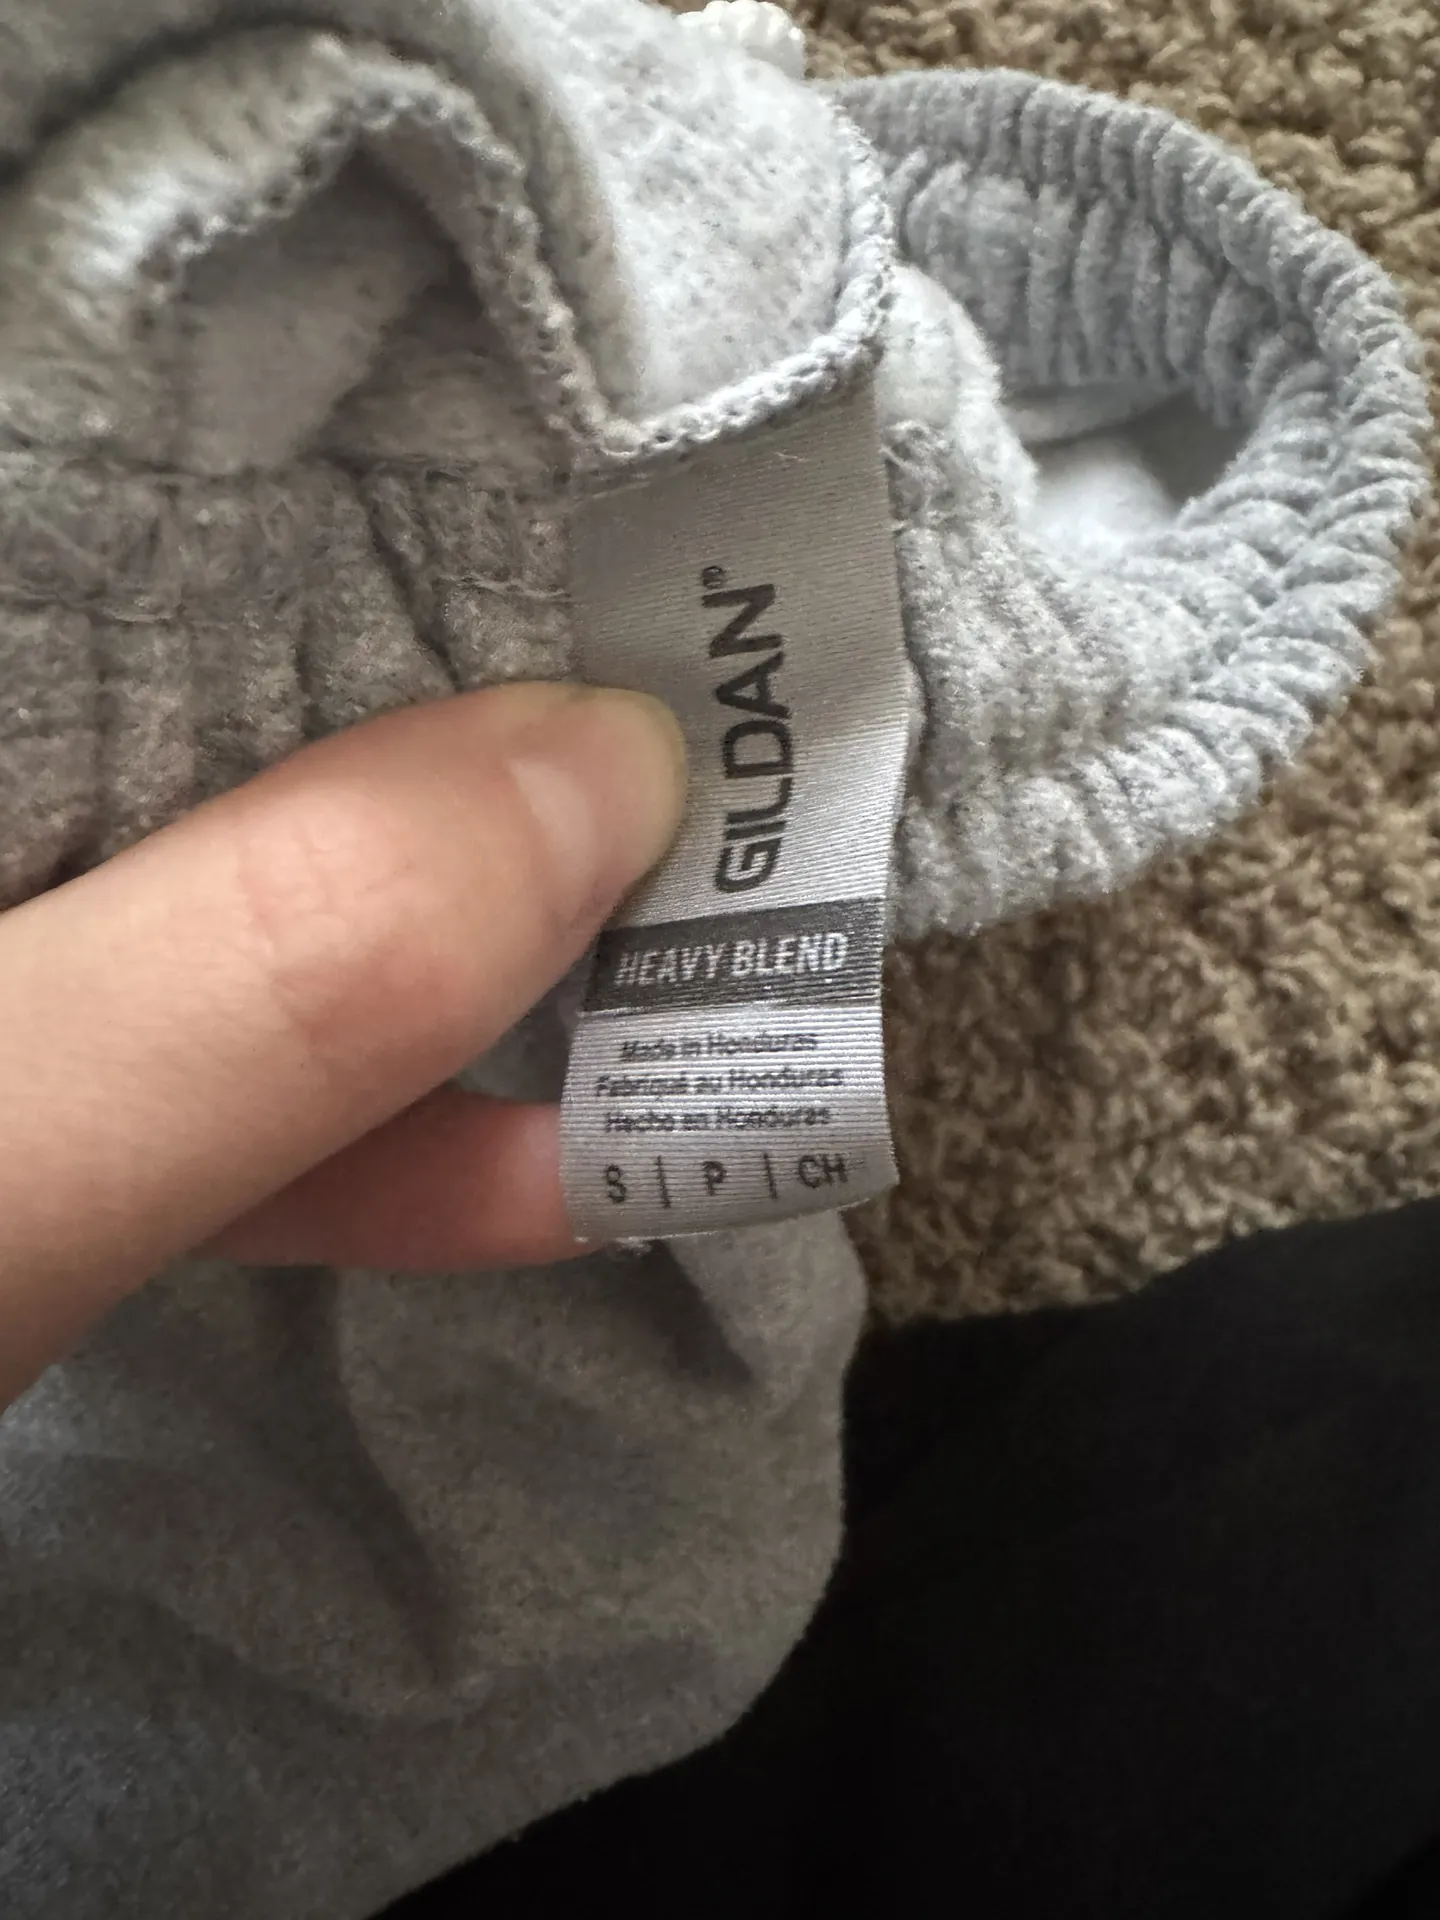 GILDAN®
HEAVY BLEND
Made in Honduras
Fabriqué au Honduras
Hecho en Honduras
S | P | CH